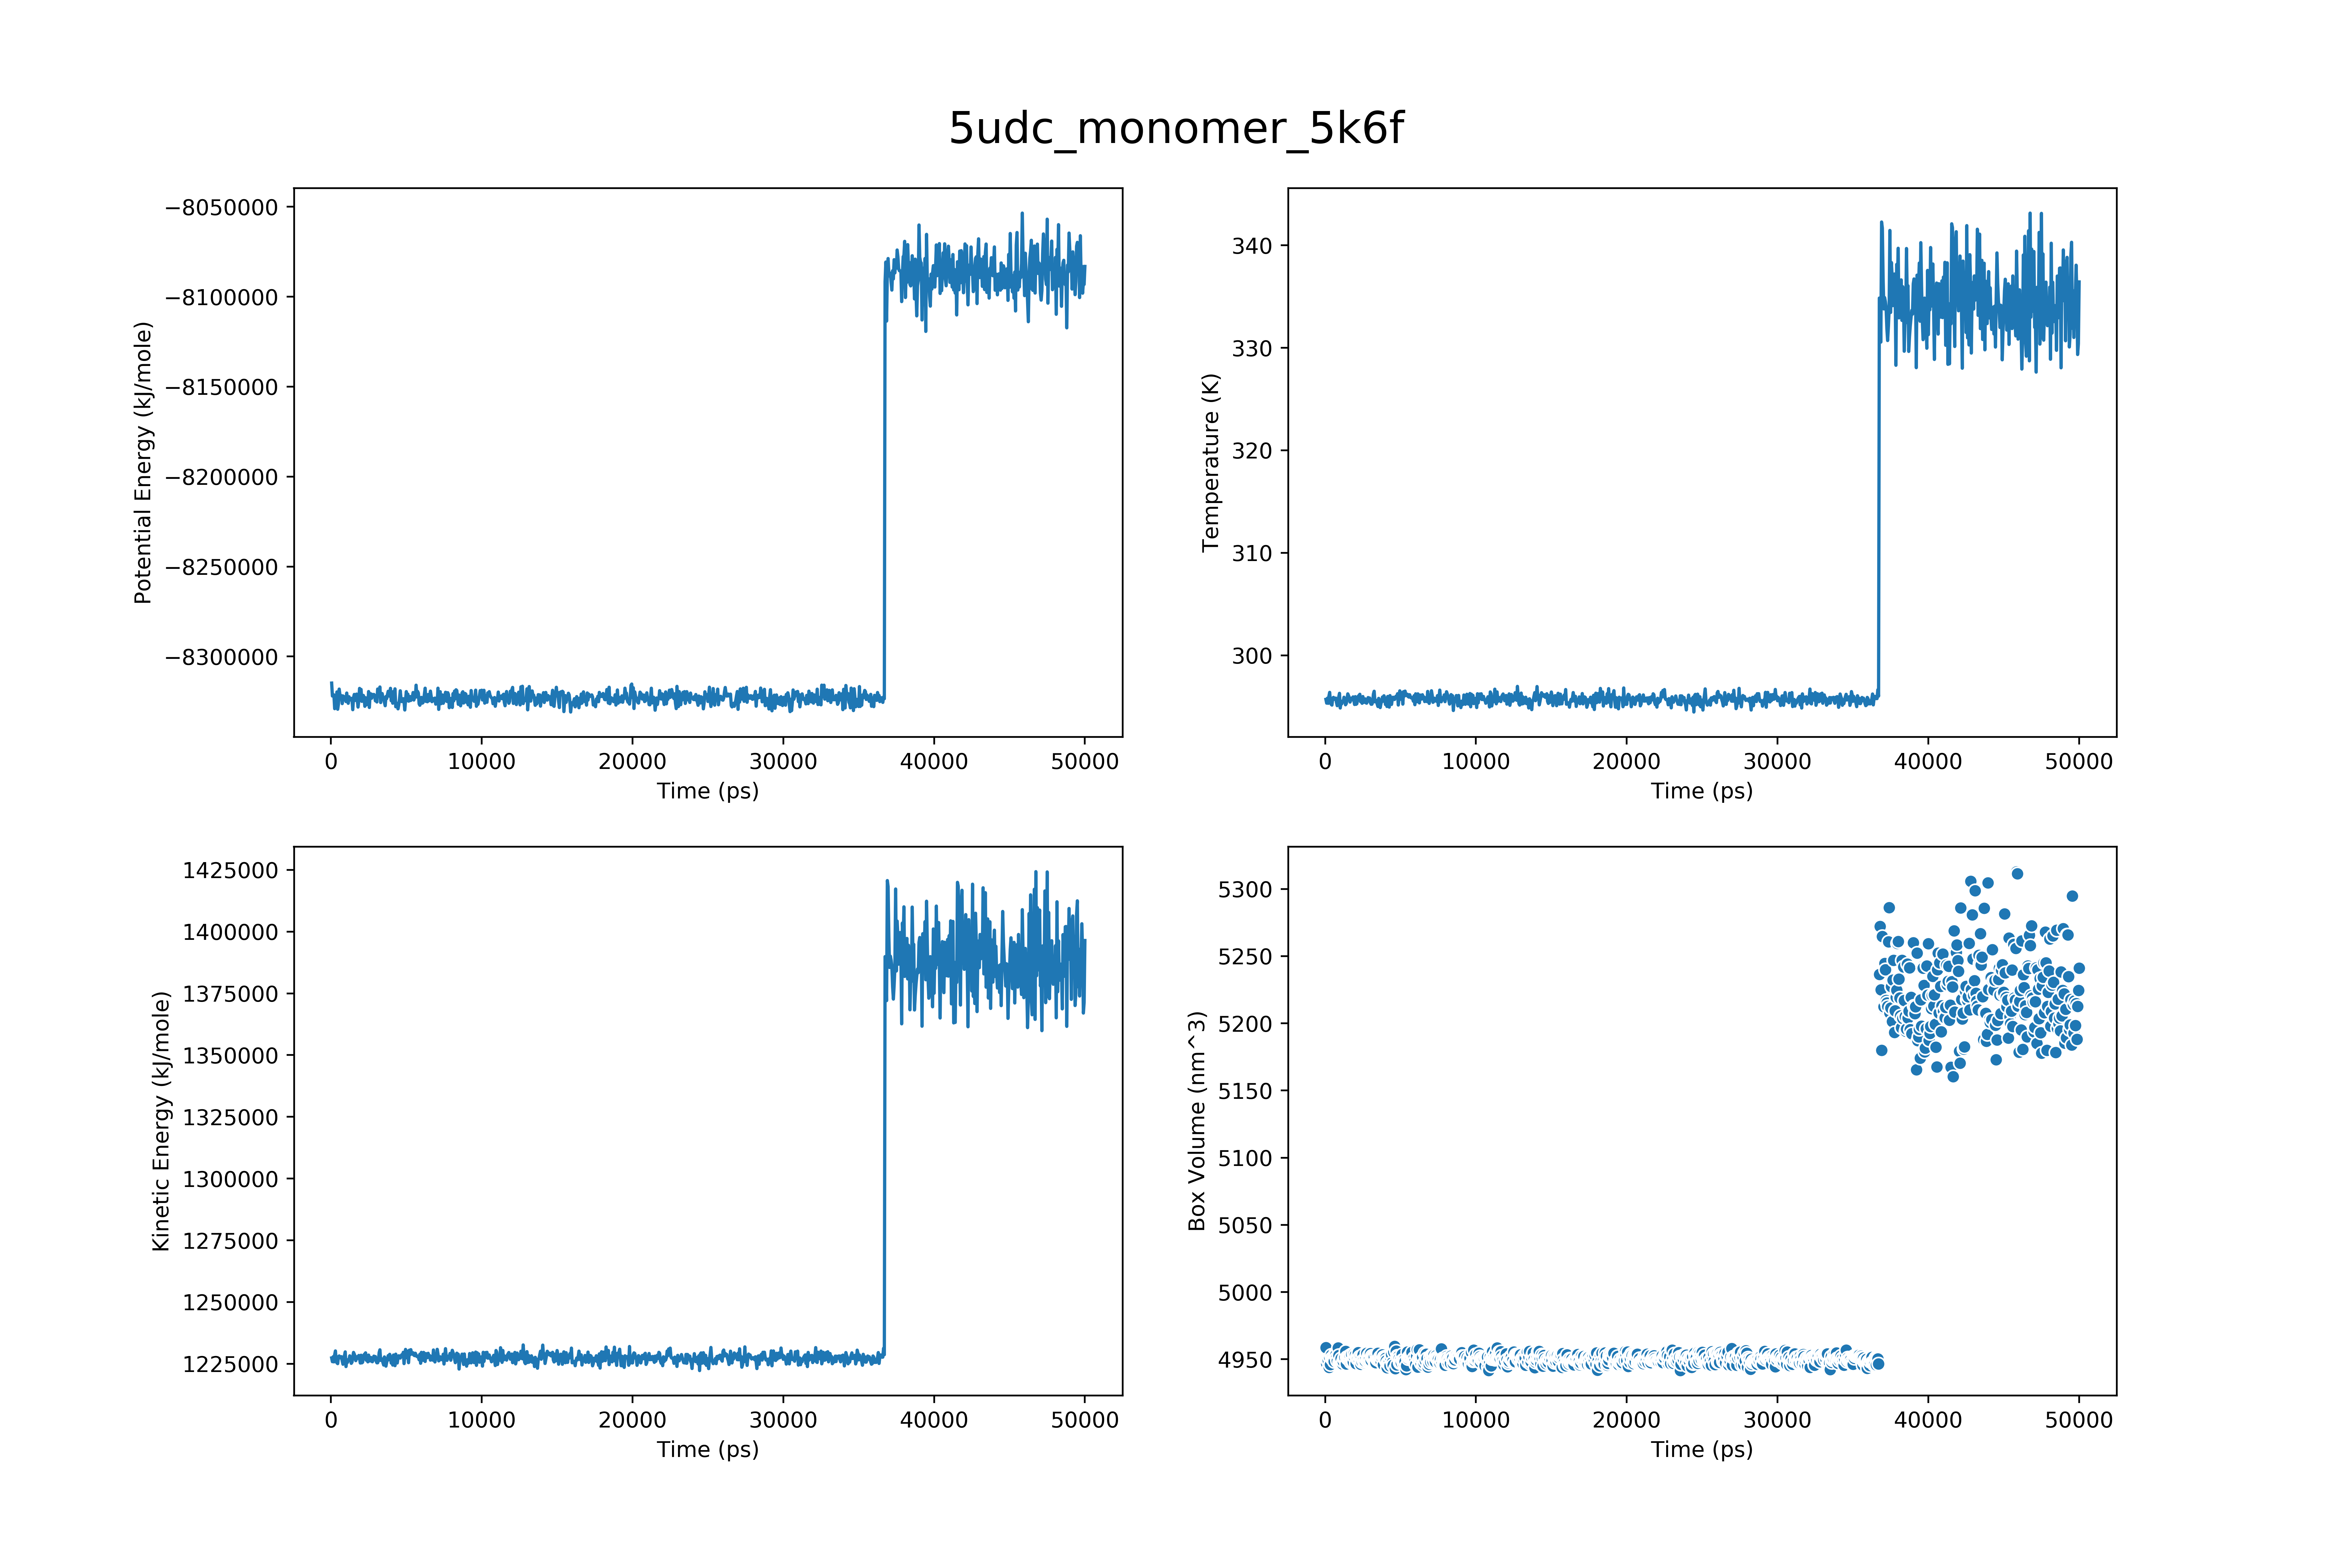 5udc_monomer_5k6f
Potential Energy (kJ/mole)
−8050000
−8100000
−8150000
−8200000
−8250000
−8300000
0 10000 20000 30000 40000 50000
Time (ps)
Temperature (K)
340
330
320
310
300
0 10000 20000 30000 40000 50000
Time (ps)
Kinetic Energy (kJ/mole)
1425000
1400000
1375000
1350000
1325000
1300000
1275000
1250000
1225000
0 10000 20000 30000 40000 50000
Time (ps)
Box Volume (nm^3)
5300
5250
5200
5150
5100
5050
5000
4950
0 10000 20000 30000 40000 50000
Time (ps)